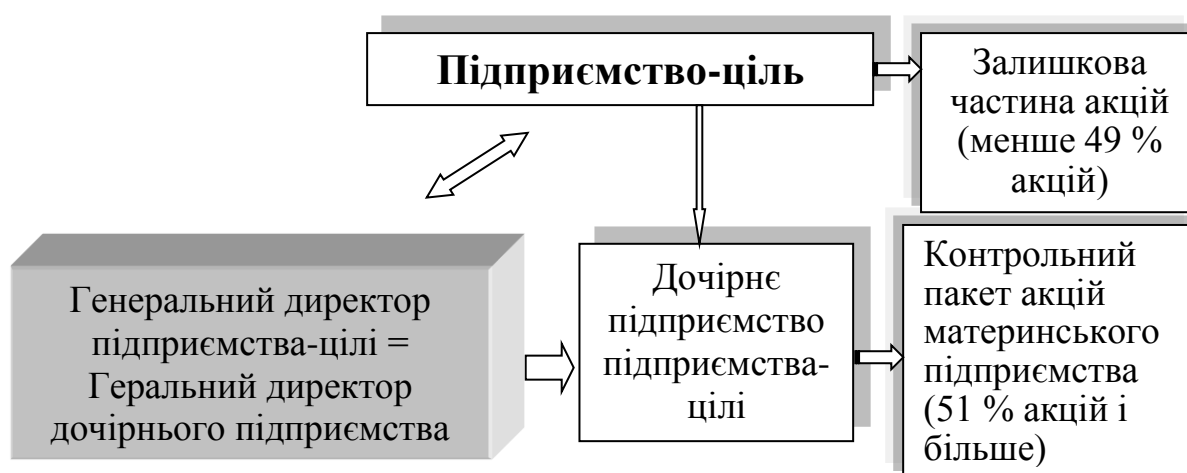 Підприємство-ціль
Залишкова
частина акцій
(менше 49 %
акцій)
Генеральний директор
підприємства-цілі =
Геральний директор
дочірнього підприємства
Дочірнє
підприємство
підприємства-
цілі
Контрольний
пакет акцій
материнського
підприємства
(51 % акцій і
більше)